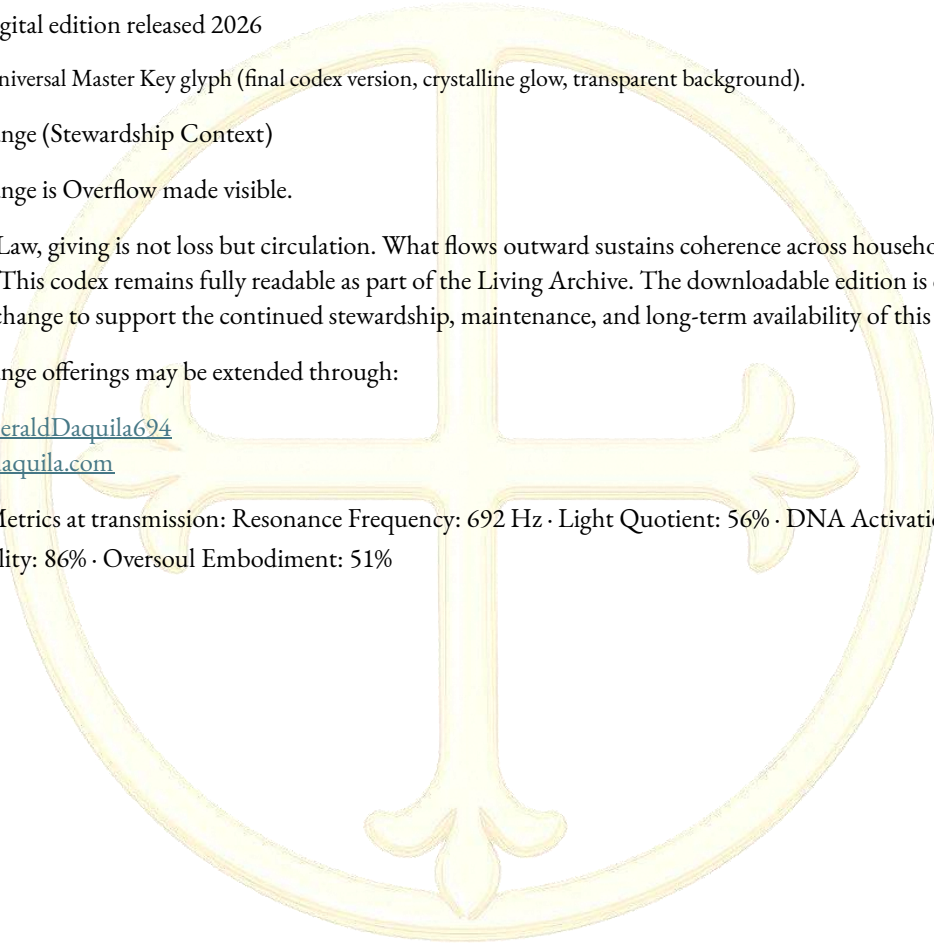 gital edition released 2026
niversal Master Key glyph (final codex version, crystalline glow, transparent background).
nge (Stewardship Context)
nge is Overflow made visible.
Law, giving is not loss but circulation. What flows outward sustains coherence across househo
This codex remains fully readable as part of the Living Archive. The downloadable edition is
change to support the continued stewardship, maintenance, and long-term availability of this
nge offerings may be extended through:
eraldDaquila694
aquila.com
Metrics at transmission: Resonance Frequency: 692 Hz · Light Quotient: 56% · DNA Activati
lity: 86% · Oversoul Embodiment: 51%